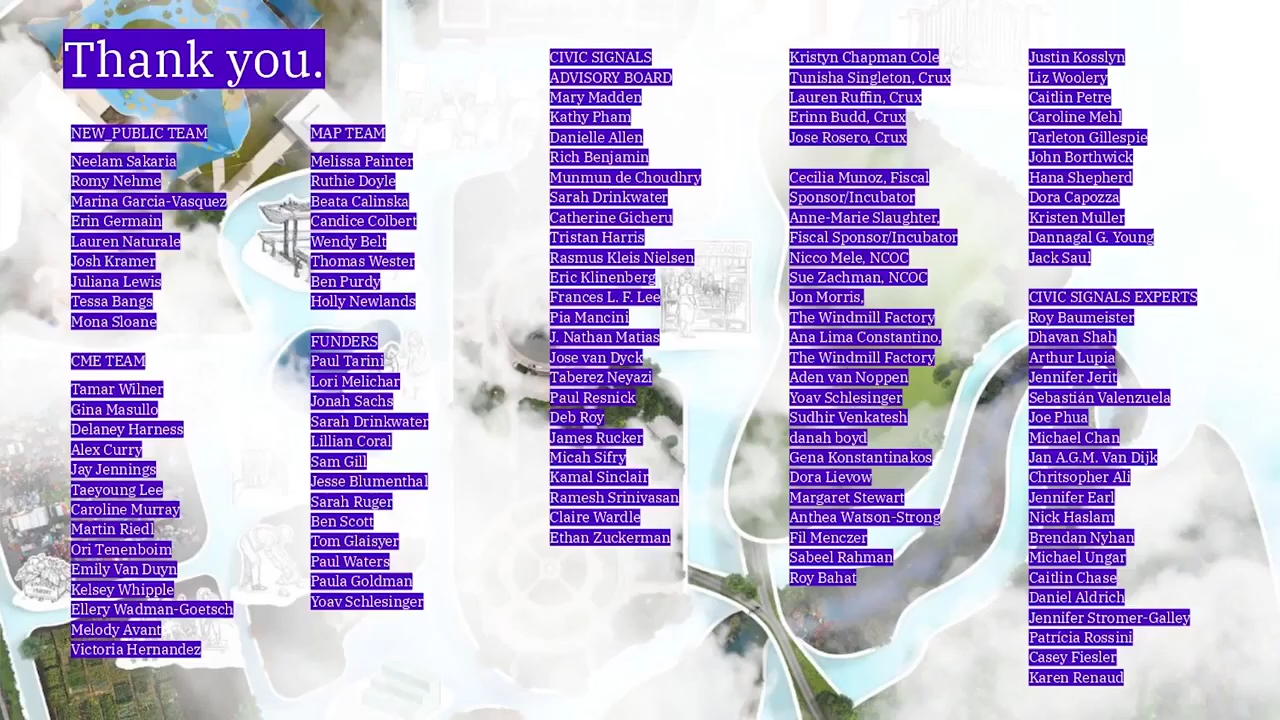 Thank you.
NEW_PUBLIC TEAM
Neelam Sakaria
Romy Nehme
Marina Garcia-Vasquez
Erin Germain
Lauren Naturale
Josh Kramer
Juliana Lewis
Tessa Bangs
Mona Sloane
CME TEAM
Tamar Wilner
Gina Masullo
Delaney Harness
Alex Curry
Jay Jennings
Taeyoung Lee
Caroline Murray
Martin Riedl
Ori Tenenboim
Emily Van Duyn
Kelsey Whipple
Ellery Wadman-Goetsch
Melody Avant
Victoria Hernandez
MAP TEAM
Melissa Painter
Ruthie Doyle
Beata Calinska
Candice Colbert
Wendy Belt
Thomas Wester
Ben Purdy
Holly Newlands
FUNDERS
Paul Tarini
Lori Melichar
Jonah Sachs
Sarah Drinkwater
Lillian Coral
Sam Gill
Jesse Blumenthal
Sarah Ruger
Ben Scott
Tom Glaisyer
Paul Waters
Paula Goldman
Yoav Schlesinger
CIVIC SIGNALS
ADVISORY BOARD
Mary Madden
Kathy Pham
Danielle Allen
Rich Benjamin
Munmun de Choudhry
Sarah Drinkwater
Catherine Gicheru
Tristan Harris
Rasmus Kleis Nielsen
Eric Klinenberg
Frances L. F. Lee
Pia Mancini
J. Nathan Matias
Jose van Dyck
Taberez Neyazi
Paul Resnick
Deb Roy
James Rucker
Micah Sifry
Kamal Sinclair
Ramesh Srinivasan
Claire Wardle
Ethan Zuckerman
Kristyn Chapman Cole
Tunisha Singleton, Crux
Lauren Ruffin, Crux
Erinn Budd, Crux
Jose Rosero, Crux
Cecilia Munoz, Fiscal
Sponsor/Incubator
Anne-Marie Slaughter,
Fiscal Sponsor/Incubator
Nicco Mele, NCOC
Sue Zachman, NCOC
Jon Morris,
The Windmill Factory
Ana Lima Constantino,
The Windmill Factory
Aden van Noppen
Yoav Schlesinger
Sudhir Venkatesh
danah boyd
Gena Konstantinakos
Dora Lievow
Margaret Stewart
Anthea Watson-Strong
Fil Menczer
Sabeel Rahman
Roy Bahat
Justin Kosslyn
Liz Woolery
Caitlin Petre
Caroline Mehl
Tarleton Gillespie
John Borthwick
Hana Shepherd
Dora Capozza
Kristen Muller
Dannagal G. Young
Jack Saul
CIVIC SIGNALS EXPERTS
Roy Baumeister
Dhavan Shah
Arthur Lupia
Jennifer Jerit
Sebastián Valenzuela
Joe Phua
Michael Chan
Jan A.G.M. Van Dijk
Chritsopher Ali
Jennifer Earl
Nick Haslam
Brendan Nyhan
Michael Ungar
Caitlin Chase
Daniel Aldrich
Jennifer Stromer-Galley
Patrícia Rossini
Casey Fiesler
Karen Renaud